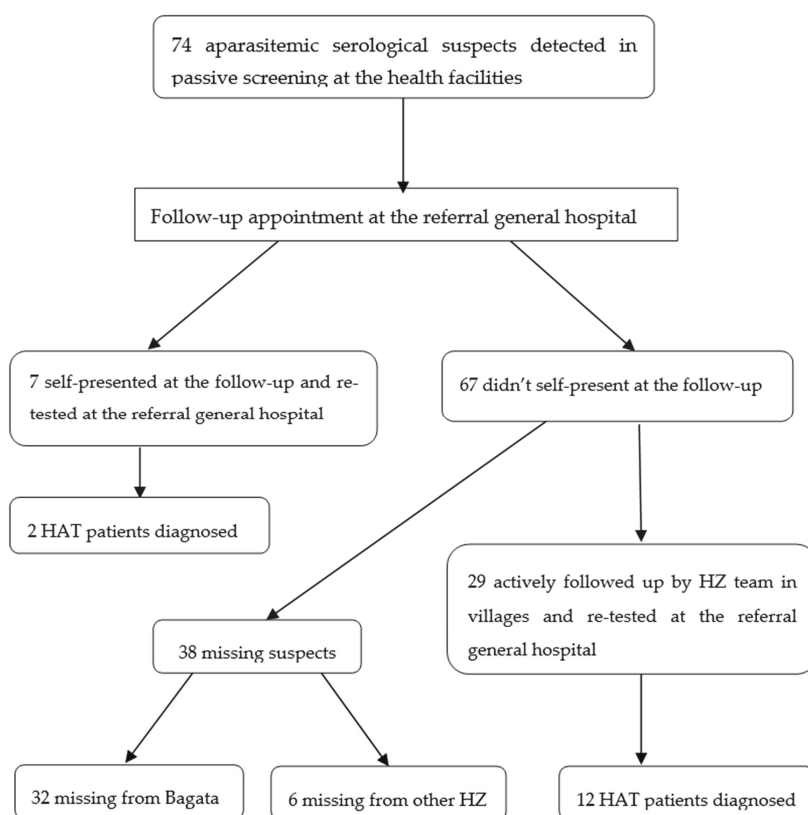 74 aparasitemic serological suspects detected in
passive screening at the health facilities
Follow-up appointment at the referral general hospital
7 self-presented at the follow-up and re-
tested at the referral general hospital
67 didn't self-present at the follow-up
2 HAT patients diagnosed
29 actively followed up by HZ team in
villages and re-tested at the referral
general hospital
38 missing suspects
32 missing from Bagata
6 missing from other HZ
12 HAT patients diagnosed